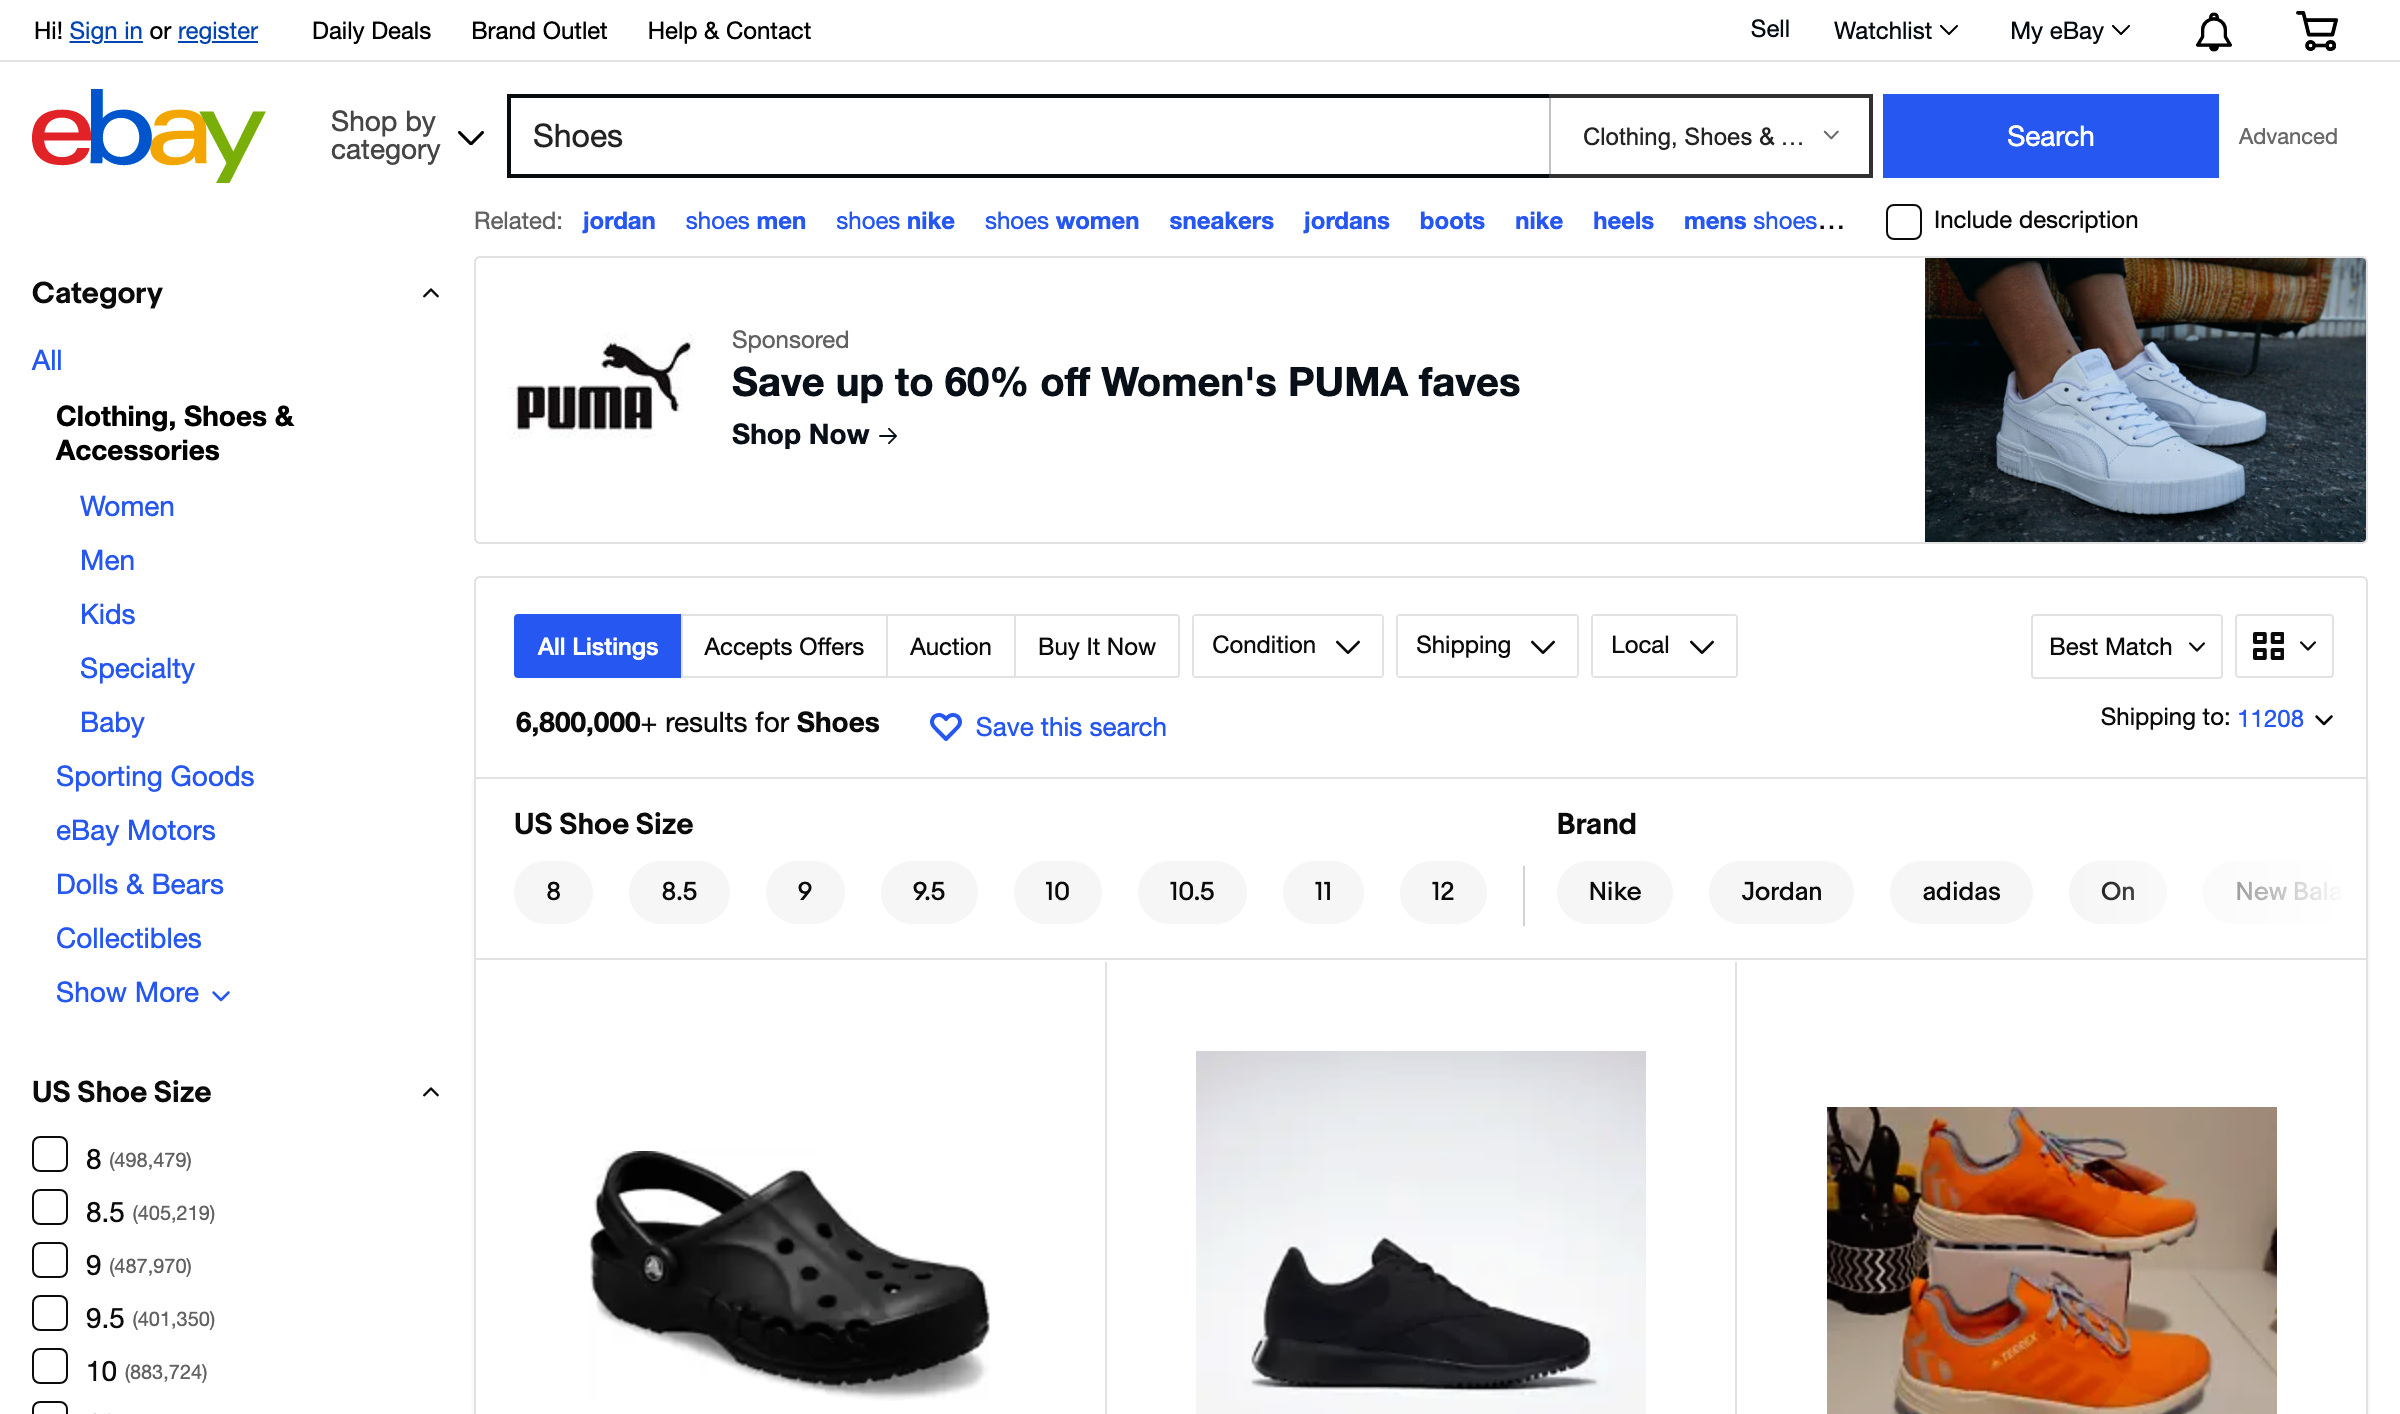 Hi! Sign in or register Daily Deals Brand Outlet Help & Contact Sell Watchlist My eBay
ebay
Shop by
category
Shoes
Clothing, Shoes & ...
Search
Advanced
Related: jordan shoes men shoes nike shoes women sneakers jordans boots nike heels mens shoes...
Include description
Category
All
Clothing, Shoes &
Accessories
Women
Men
Kids
Specialty
Baby
Sporting Goods
eBay Motors
Dolls & Bears
Collectibles
Show More
US Shoe Size
8 (498,479)
8.5 (405,219)
9 (487,970)
9.5 (401,350)
10 (883,724)
PUMA
Sponsored
Save up to 60% off Women's PUMA faves
Shop Now →
All Listings Accepts Offers Auction Buy It Now Condition Shipping Local Best Match
6,800,000+ results for Shoes
Save this search
Shipping to: 11208
US Shoe Size
8 8.5 9 9.5 10 10.5 11 12
Brand
Nike Jordan adidas On New Bala
TERREX